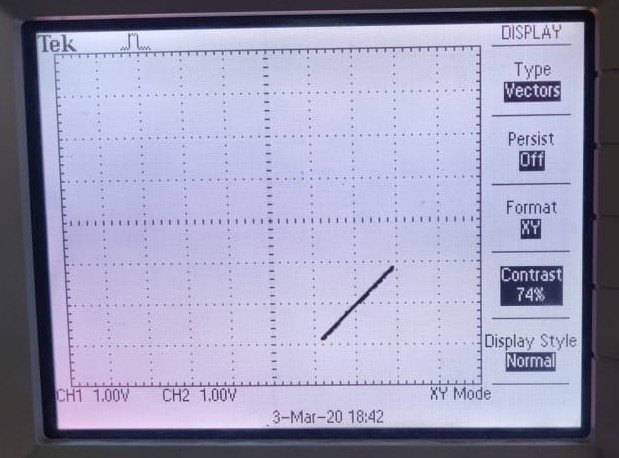 Tek
DISPLAY
Type
Vectors
Persist
Off
Format
XY
Contrast
74%
Display Style
Normal
CH1 1.00V CH2 1.00V XY Mode
3-Mar-20 18:42